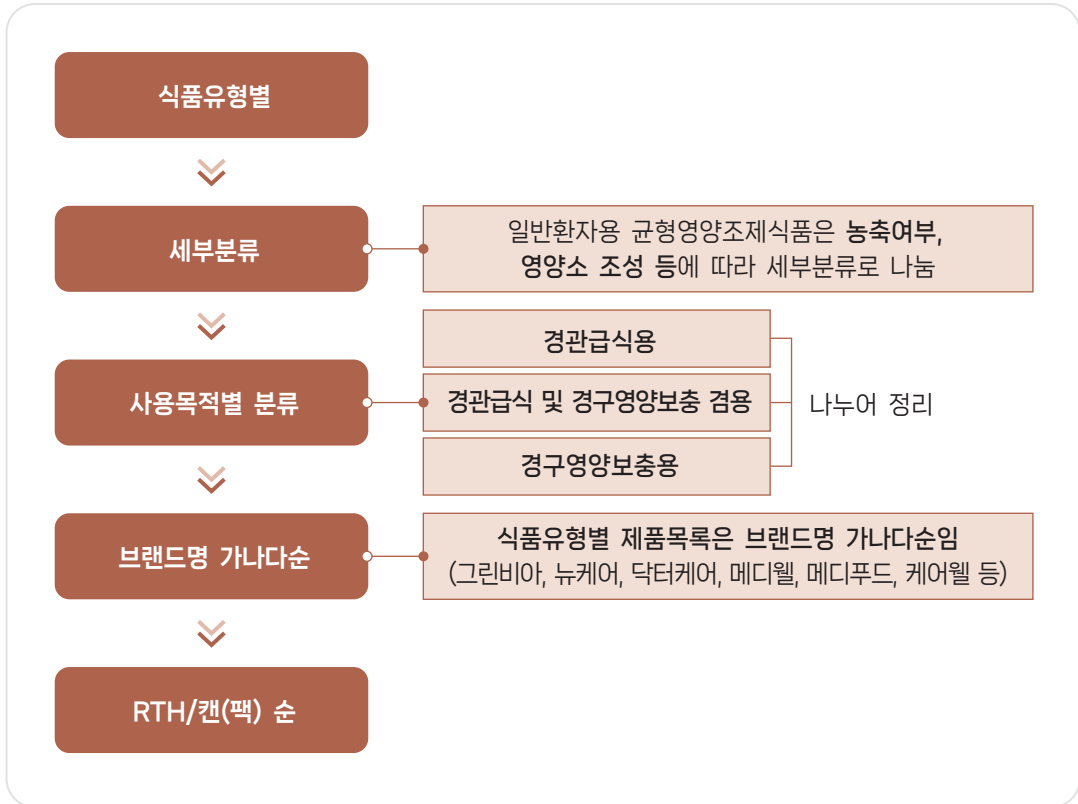 식품유형별
세부분류
일반환자용 균형영양조제식품은 농축여부,
영양소 조성 등에 따라 세부분류로 나눔
사용목적별 분류
경관급식용
경관급식 및 경구영양보충 겸용
경구영양보충용
나누어 정리
브랜드명 가나다순
식품유형별 제품목록은 브랜드명 가나다순임
(그린비아, 뉴케어, 닥터케어, 메디웰, 메디푸드, 케어웰 등)
RTH/캔(팩) 순